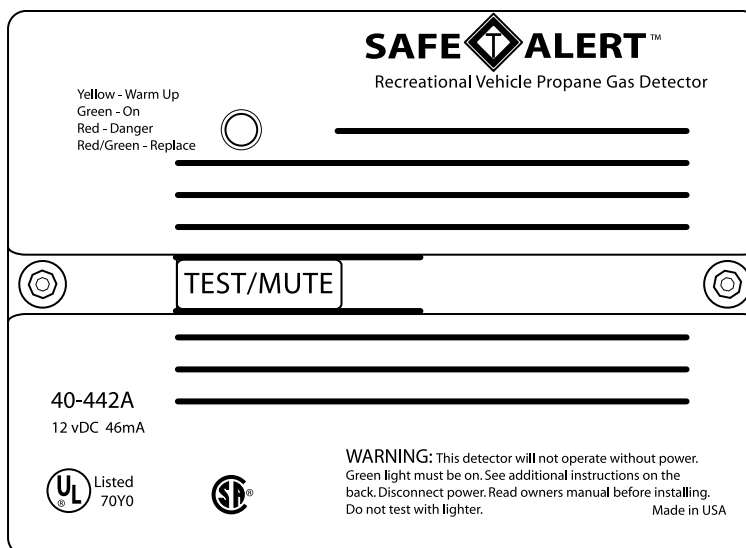 SAFE T ALERT™
Recreational Vehicle Propane Gas Detector
Yellow - Warm Up
Green - On
Red - Danger
Red/Green - Replace
TEST/MUTE
40-442A
12 vDC 46mA
UL® Listed
70Y0
SA®
WARNING: This detector will not operate without power.
Green light must be on. See additional instructions on the
back. Disconnect power. Read owners manual before installing.
Do not test with lighter. Made in USA